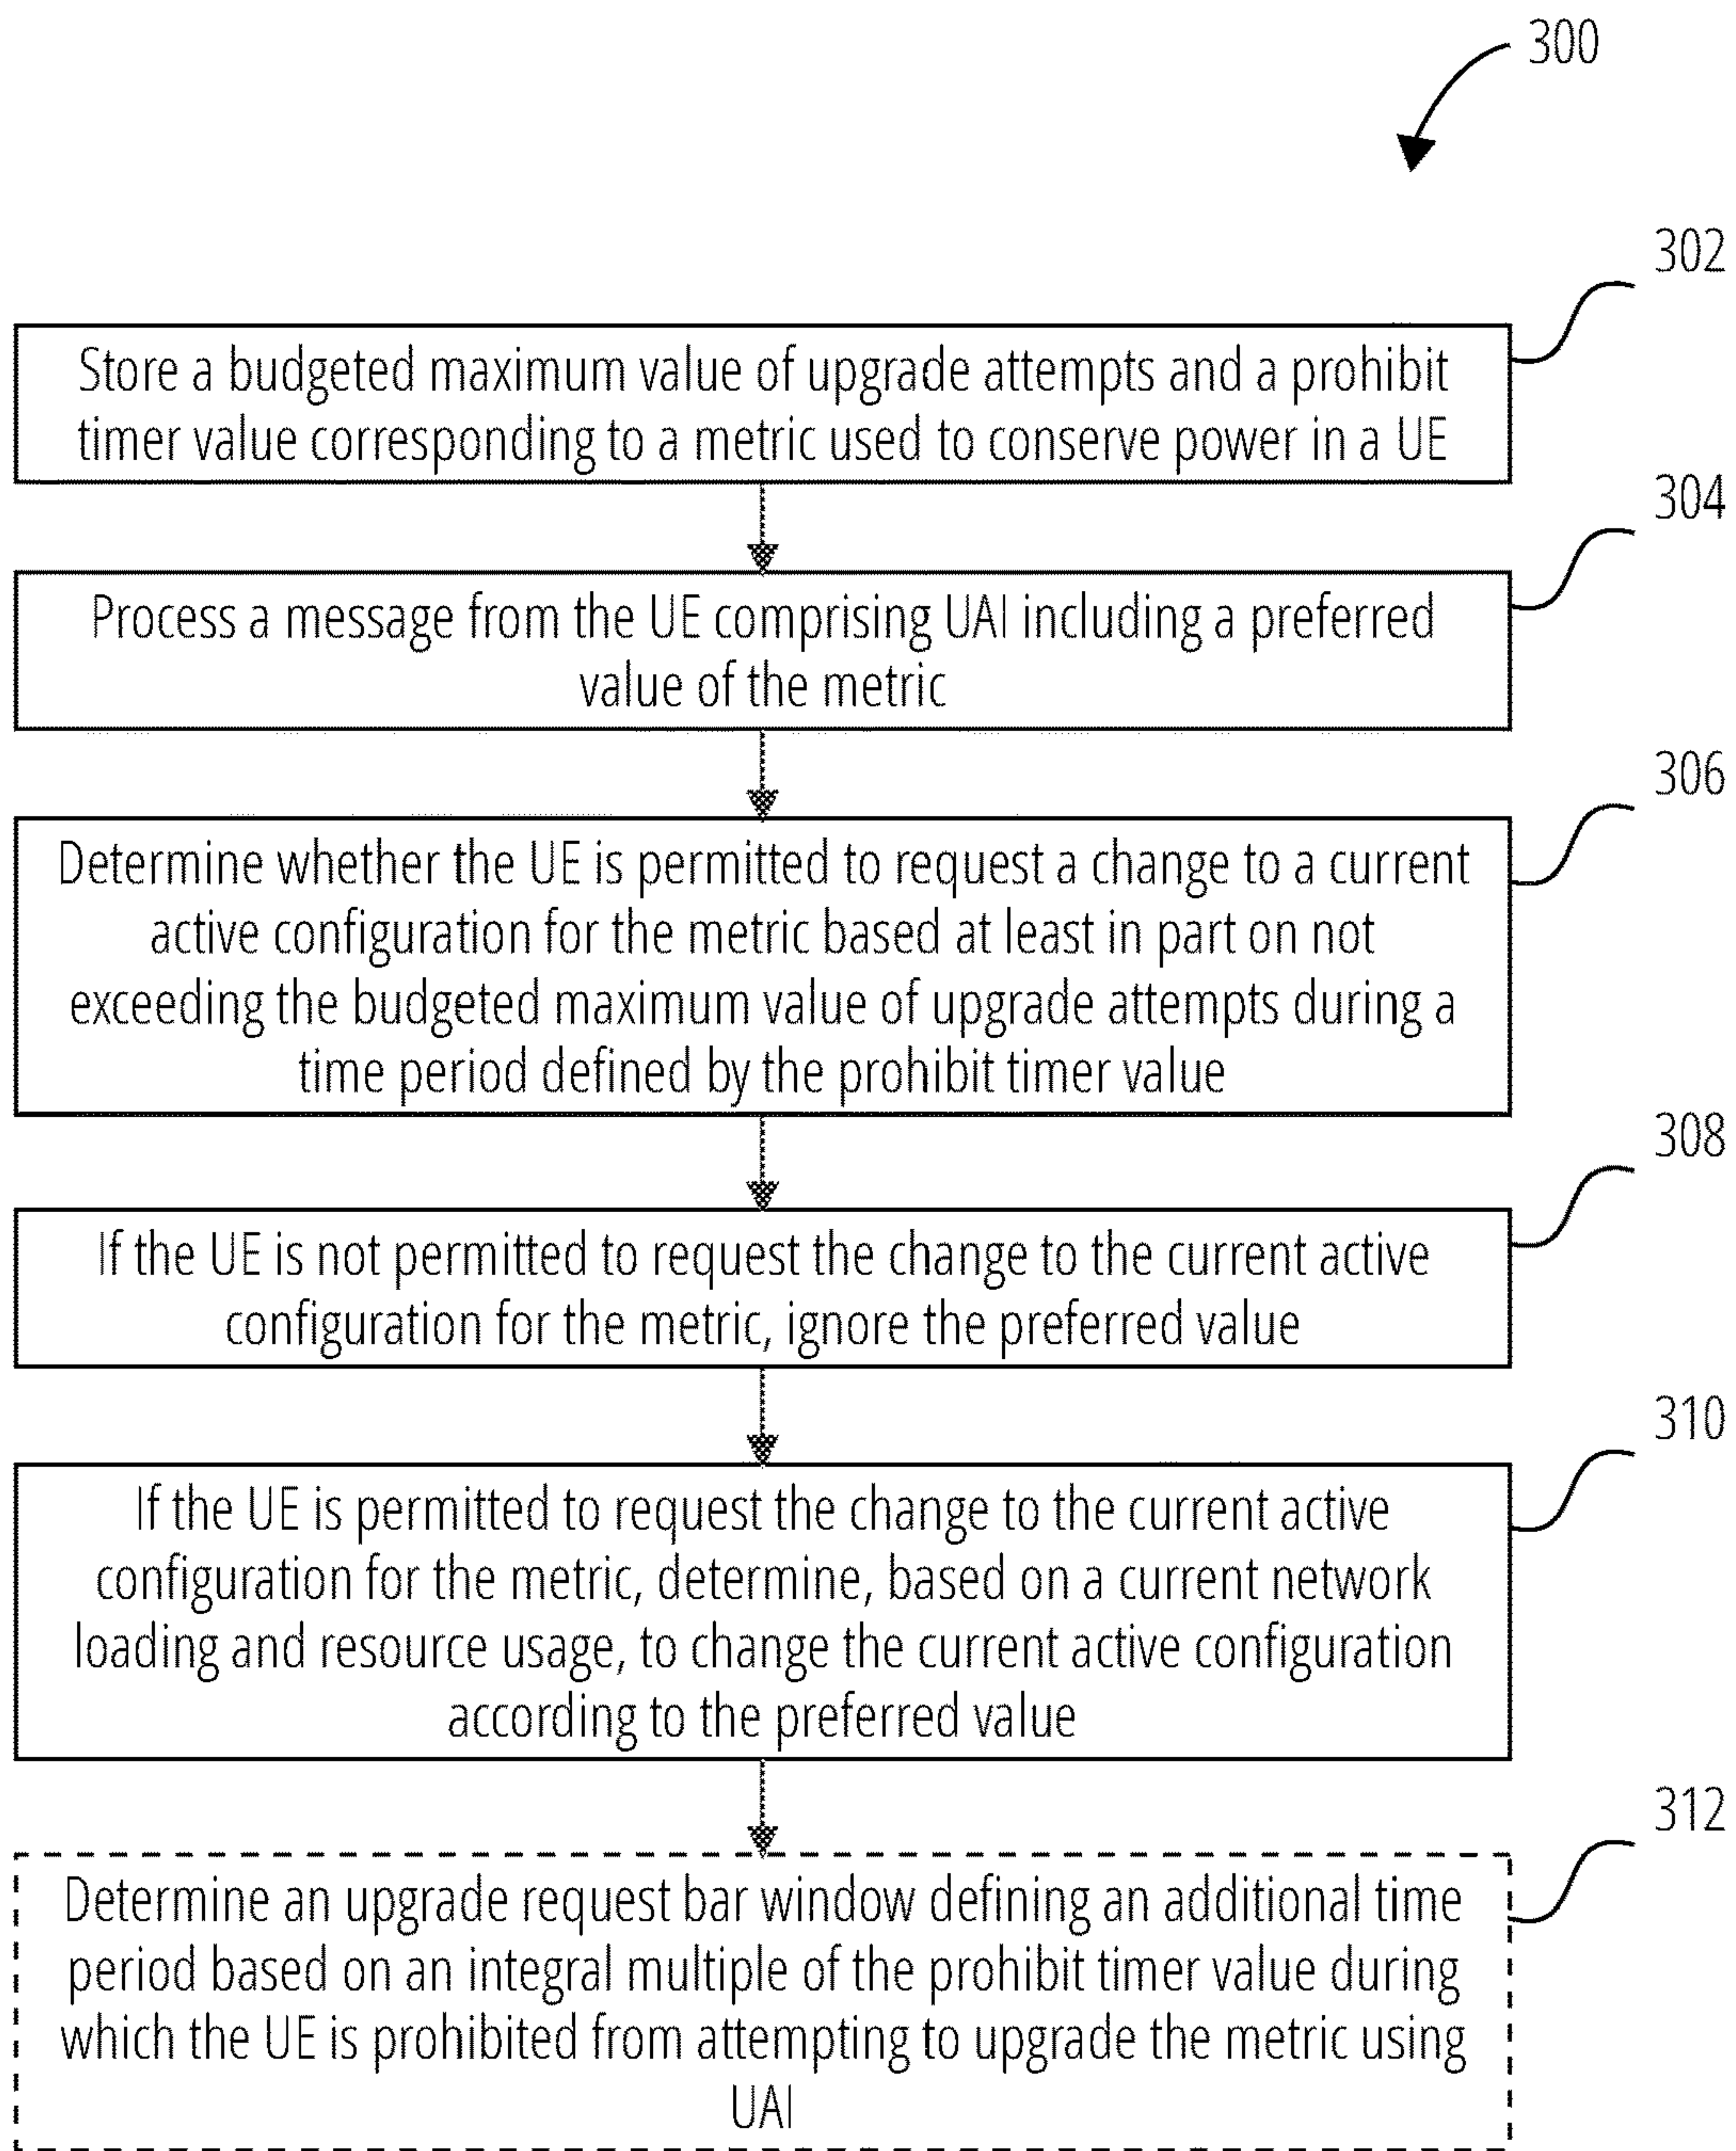 300
302
Store a budgeted maximum value of upgrade attempts and a prohibit
timer value corresponding to a metric used to conserve power in a UE
304
Process a message from the UE comprising UAI including a preferred
value of the metric
306
Determine whether the UE is permitted to request a change to a current
active configuration for the metric based at least in part on not
exceeding the budgeted maximum value of upgrade attempts during a
time period defined by the prohibit timer value
308
If the UE is not permitted to request the change to the current active
configuration for the metric, ignore the preferred value
310
If the UE is permitted to request the change to the current active
configuration for the metric, determine, based on a current network
loading and resource usage, to change the current active configuration
according to the preferred value
312
Determine an upgrade request bar window defining an additional time
period based on an integral multiple of the prohibit timer value during
which the UE is prohibited from attempting to upgrade the metric using
UAI